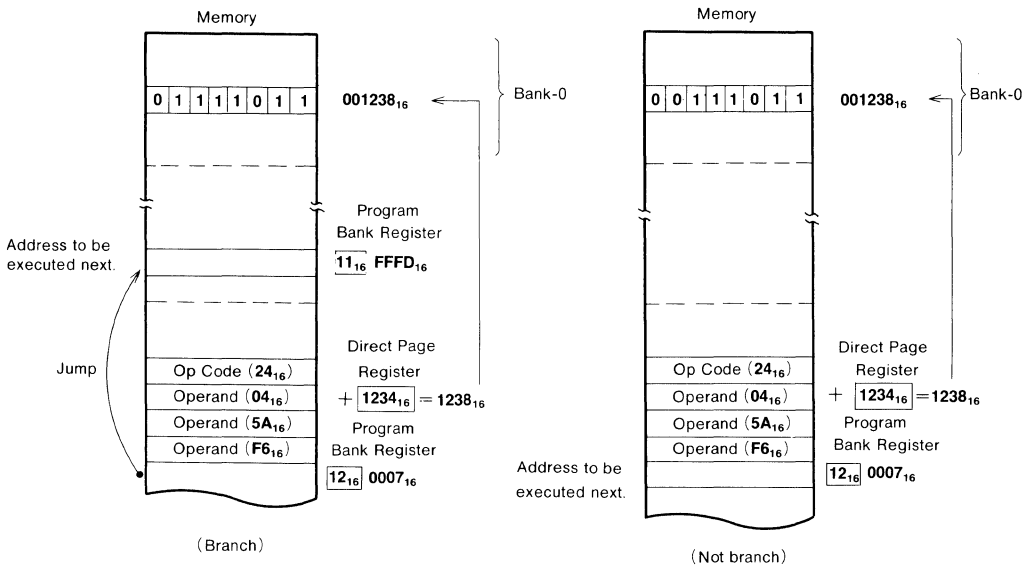 Memory
Bank-0
0 1 1 1 1 0 1 1 001238₁₆
Program
Bank Register
Address to be
executed next.
11₁₆ FFFD₁₆
Jump
Direct Page
Register
Op Code (24₁₆)
Operand (04₁₆) + 1234₁₆ = 1238₁₆
Operand (5A₁₆) Program
Operand (F6₁₆) Bank Register
12₁₆ 0007₁₆
(Branch)
Memory
Bank-0
0 0 1 1 1 0 1 1 001238₁₆
Direct Page
Register
Op Code (24₁₆)
Operand (04₁₆) + 1234₁₆ = 1238₁₆
Operand (5A₁₆) Program
Operand (F6₁₆) Bank Register
Address to be
executed next.
12₁₆ 0007₁₆
(Not branch)